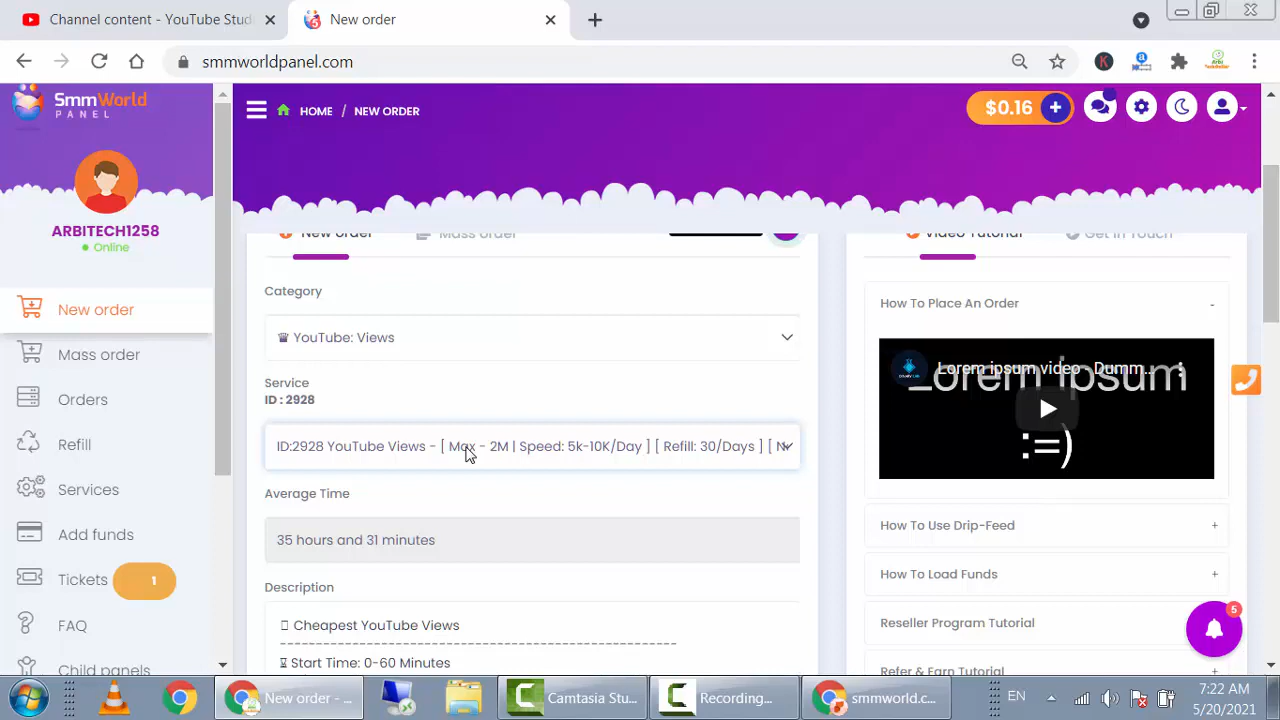 Channel content - YouTube Stud
New order
smmworldpanel.com
SmmWorld
PANEL
ARBITECH1258
Online
New order
Mass order
Orders
Refill
Services
Add funds
Tickets 1
FAQ
Child panels
HOME / NEW ORDER
$0.16 +
New order
Mass order
Category
♛ YouTube: Views
Service
ID : 2928
ID:2928 YouTube Views - [ Max - 2M | Speed: 5k-10K/Day ] [ Refill: 30/Days ] [ N
Average Time
35 hours and 31 minutes
Description
Cheapest YouTube Views
------------------------------------------------------
⌛ Start Time: 0-60 Minutes
Video Tutorial
Get In Touch
How To Place An Order -
Lorem ipsum video - Dumm...
Lorem ipsum
:=)
How To Use Drip-Feed +
How To Load Funds +
Reseller Program Tutorial
Refer & Earn Tutorial
5
New order - ...
Camtasia Stu...
Recording...
smmworld.c...
EN
7:22 AM
5/20/2021